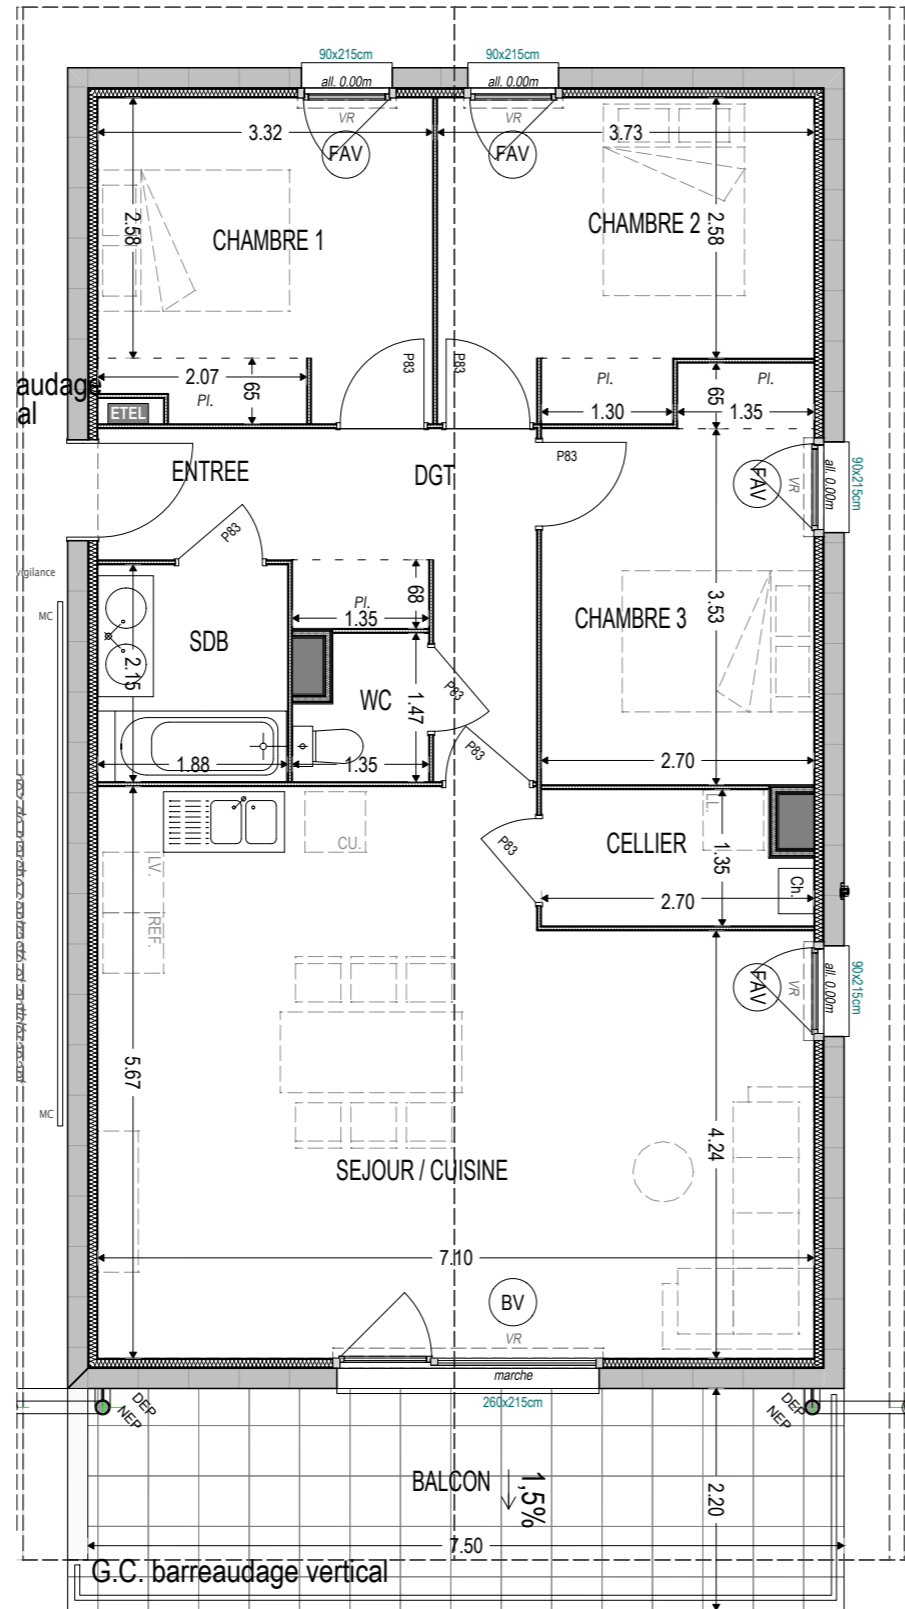 90x215cm
90x215cm
all. 0.00m
all. 0.00m
VR
VR
3.32
3.73
FAV
FAV
2.58
CHAMBRE 1
CHAMBRE 2
2.58
P83
P83
2.07
65
Pl.
Pl.
Pl.
65
1.30
1.35
audage
al
ETEL
ENTREE
DGT
P83
FAV
VR
all. 0.00m
90x215cm
P83
MC
68
Pl.
1.35
3.53
CHAMBRE 3
SDB
2.15
WC
1.47
P83
P83
1.88
1.35
2.70
CU.
CELLIER
1.35
P83
2.70
Ch.
LV.
REF.
FAV
VR
all. 0.00m
90x215cm
5.67
MC
4.24
SEJOUR / CUISINE
7.10
BV
VR
marche
260x215cm
DEP
NEP
DEP
NEP
BALCON
1,5%
2.20
7.50
G.C. barreaudage vertical